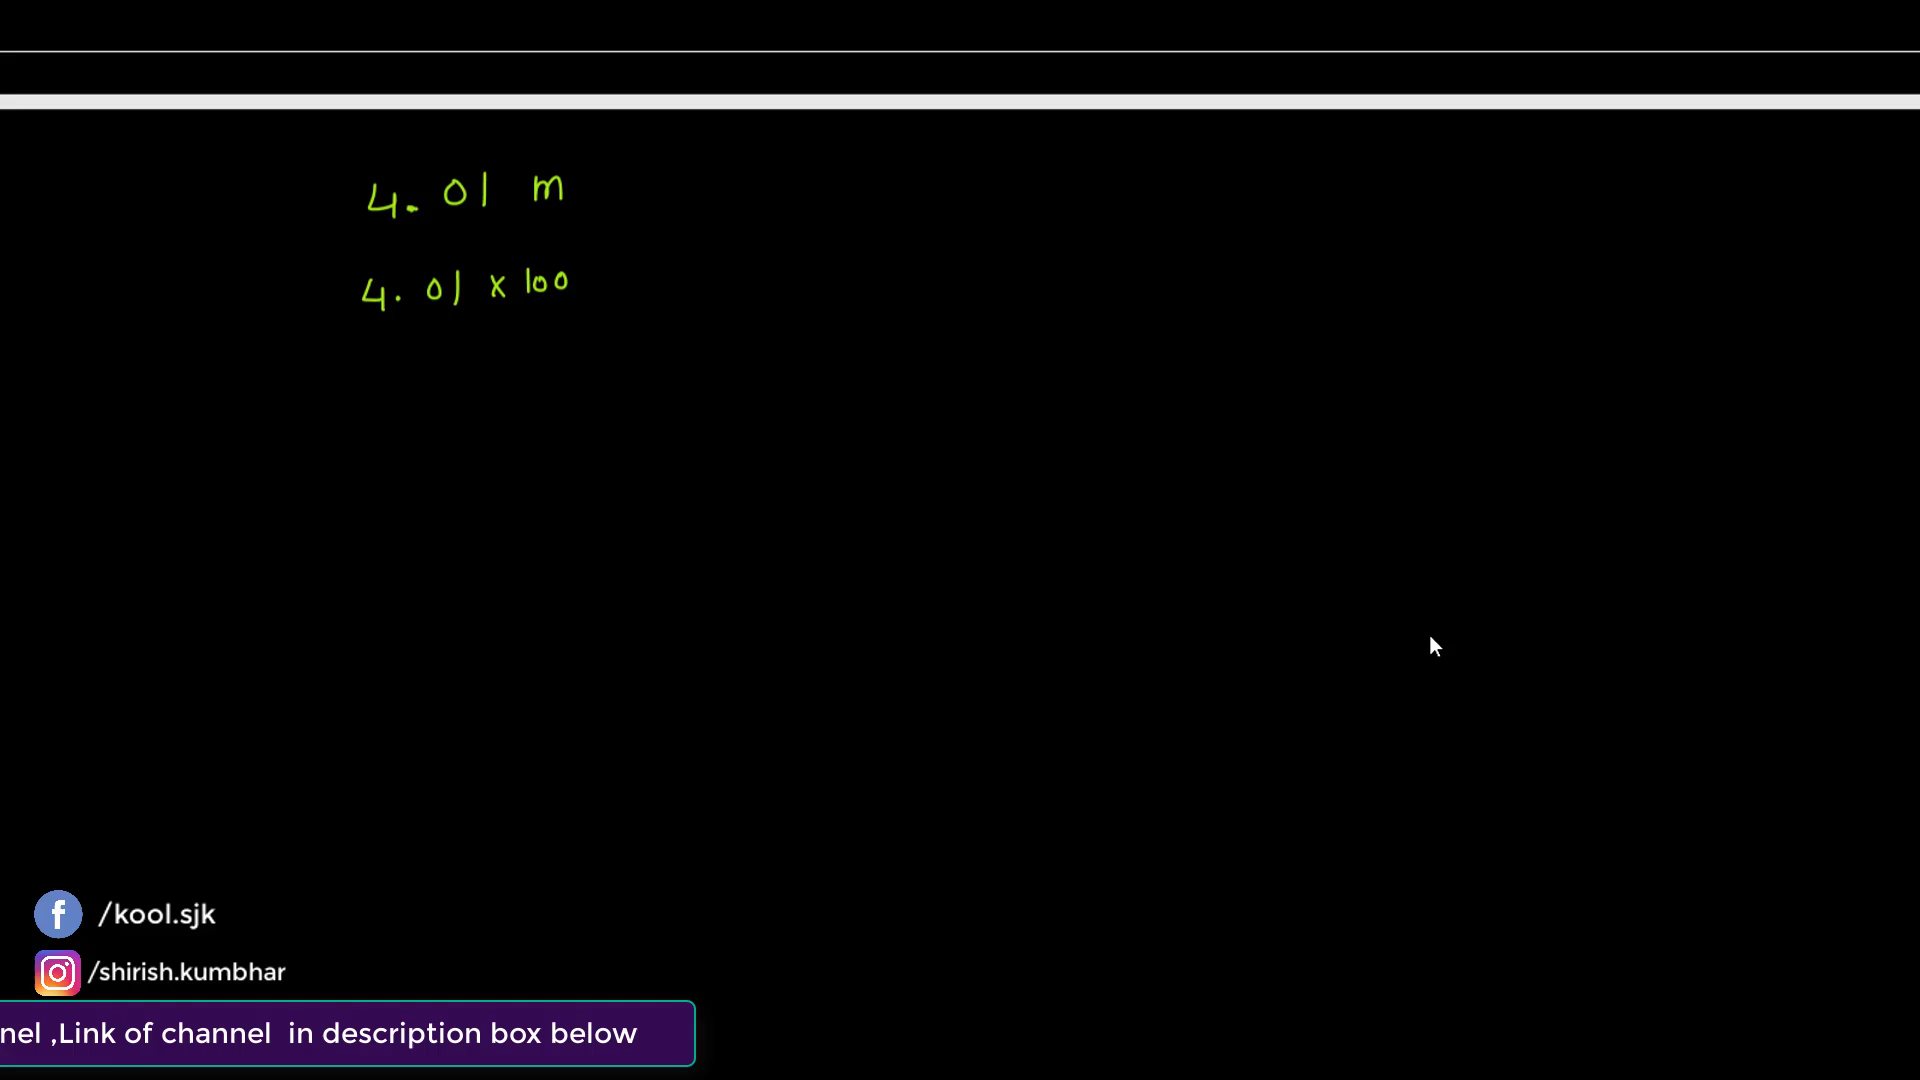 4.01 m
4.01 x 100
/kool.sjk
/shirish.kumbhar
nel ,Link of channel in description box below